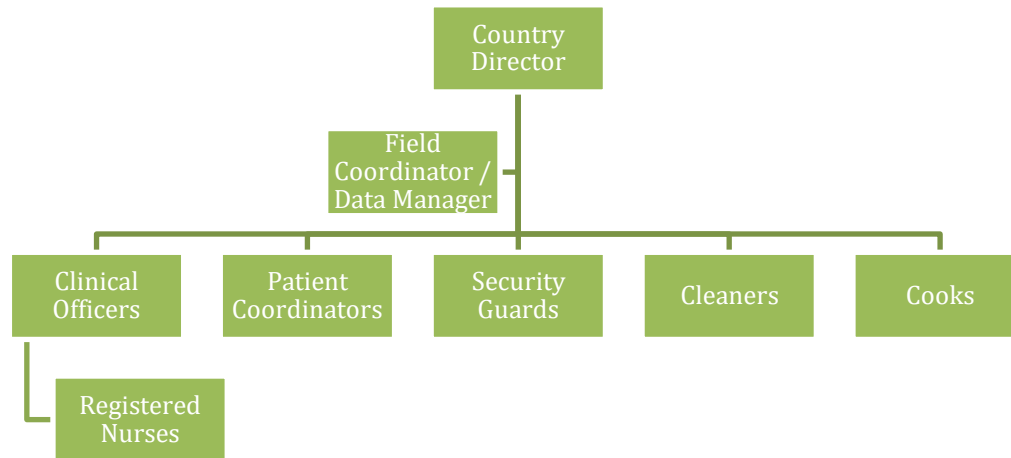 Country
Director
Field
Coordinator /
Data Manager
Clinical
Officers
Patient
Coordinators
Security
Guards
Cleaners
Cooks
Registered
Nurses